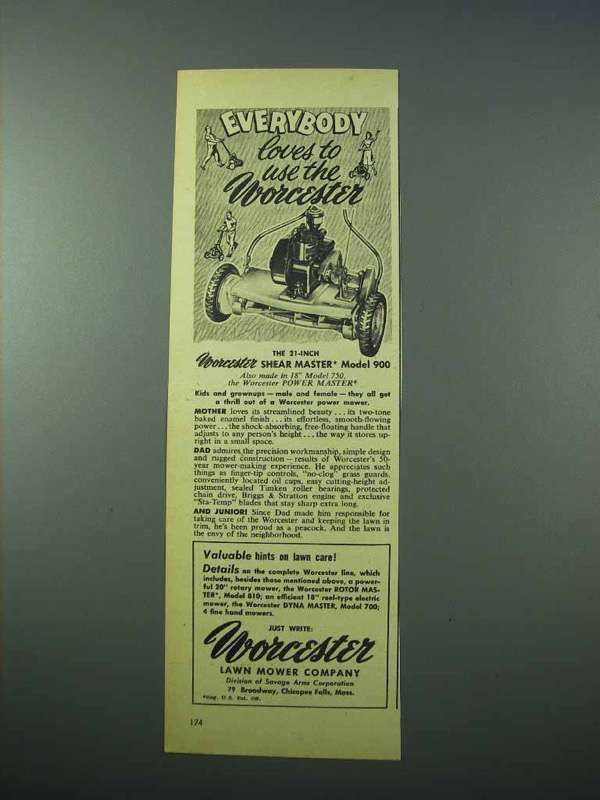 EVERYBODY
loves to
use the
Worcester
THE 21-INCH
Worcester SHEAR MASTER* Model 900
Also made in 18" Model 750,
the Worcester POWER MASTER*
Kids and grownups — male and female — they all get
a thrill out of a Worcester power mower.
MOTHER loves its streamlined beauty . . . its two-tone
baked enamel finish . . . its effortless, smooth-flowing
power . . . the shock-absorbing, free-floating handle that
adjusts to any person's height . . . the way it stores up-
right in a small space.
DAD admires the precision workmanship, simple design
and rugged construction — results of Worcester's 50-
year mower-making experience. He appreciates such
things as finger-tip controls, "no-clog" grass guards,
conveniently located oil cups, easy cutting-height ad-
justment, sealed Timken roller bearings, protected
chain drive, Briggs & Stratton engine and exclusive
"Sta-Temp" blades that stay sharp extra long.
AND JUNIOR! Since Dad made him responsible for
taking care of the Worcester and keeping the lawn in
trim, he's been proud as a peacock. And the lawn is
the envy of the neighborhood.
Valuable hints on lawn care!
Details on the complete Worcester line, which
includes, besides those mentioned above, a power-
ful 20" rotary mower, the Worcester ROTOR MAS-
TER*, Model 810; an efficient 18" reel-type electric
mower, the Worcester DYNA MASTER, Model 700;
4 fine hand mowers.
JUST WRITE:
Worcester
LAWN MOWER COMPANY
Division of Savage Arms Corporation
79 Broadway, Chicopee Falls, Mass.
*Reg. U.S. Pat. Off.
174